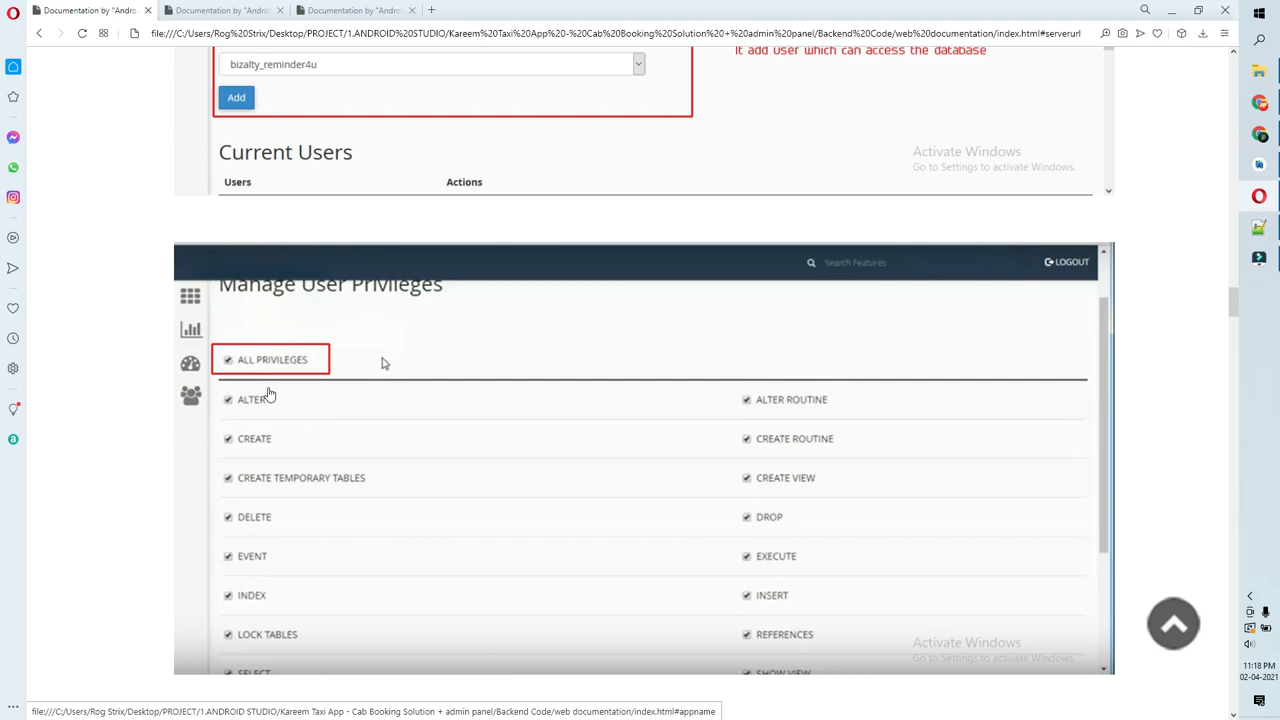 Documentation by "Andro
Documentation by "Andro
Documentation by "Andro
file:///C:/Users/Rog%20Strix/Desktop/PROJECT/1.ANDROID%20STUDIO/Kareem%20Taxi%20App%20-%20Cab%20Booking%20Solution%20+%20admin%20panel/Backend%20Code/web%20documentation/index.html#serverurl
It add user which can access the database
bizalty_reminder4u
Add
Current Users
Activate Windows
Go to Settings to activate Windows.
Users Actions
Search Features
LOGOUT
Manage User Privileges
ALL PRIVILEGES
ALTER ALTER ROUTINE
CREATE CREATE ROUTINE
CREATE TEMPORARY TABLES CREATE VIEW
DELETE DROP
EVENT EXECUTE
INDEX INSERT
LOCK TABLES REFERENCES
Activate Windows
Go to Settings to activate Windows.
SELECT SHOW VIEW
11:18 PM
02-04-2021
file:///C:/Users/Rog Strix/Desktop/PROJECT/1.ANDROID STUDIO/Kareem Taxi App - Cab Booking Solution + admin panel/Backend Code/web documentation/index.html#appname